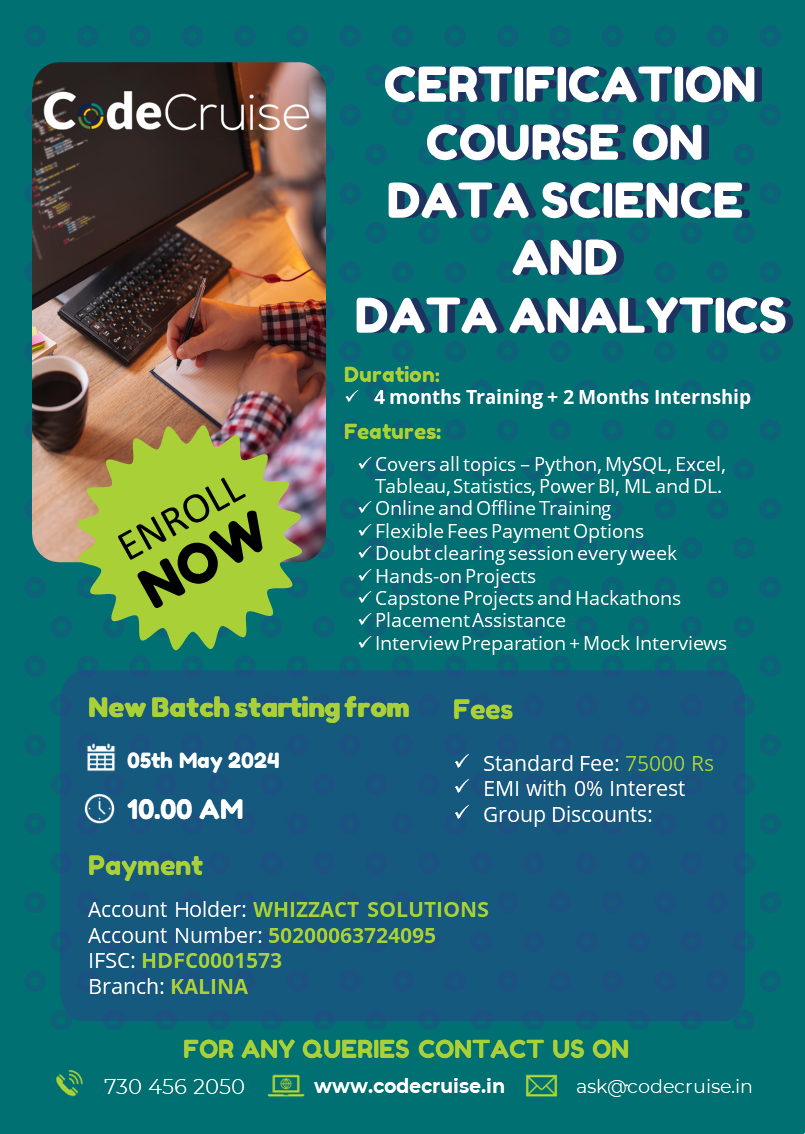 CodeCruise
CERTIFICATION
COURSE ON
DATA SCIENCE
AND
DATA ANALYTICS
Duration:
✓ 4 months Training + 2 Months Internship
Features:
✓ Covers all topics – Python, MySQL, Excel,
Tableau, Statistics, Power BI, ML and DL.
✓ Online and Offline Training
✓ Flexible Fees Payment Options
✓ Doubt clearing session every week
✓ Hands-on Projects
✓ Capstone Projects and Hackathons
✓ Placement Assistance
✓ Interview Preparation + Mock Interviews
ENROLL
NOW
New Batch starting from
05th May 2024
10.00 AM
Fees
✓ Standard Fee: 75000 Rs
✓ EMI with 0% Interest
✓ Group Discounts:
Payment
Account Holder: WHIZZACT SOLUTIONS
Account Number: 50200063724095
IFSC: HDFC0001573
Branch: KALINA
FOR ANY QUERIES CONTACT US ON
730 456 2050 www.codecruise.in ask@codecruise.in